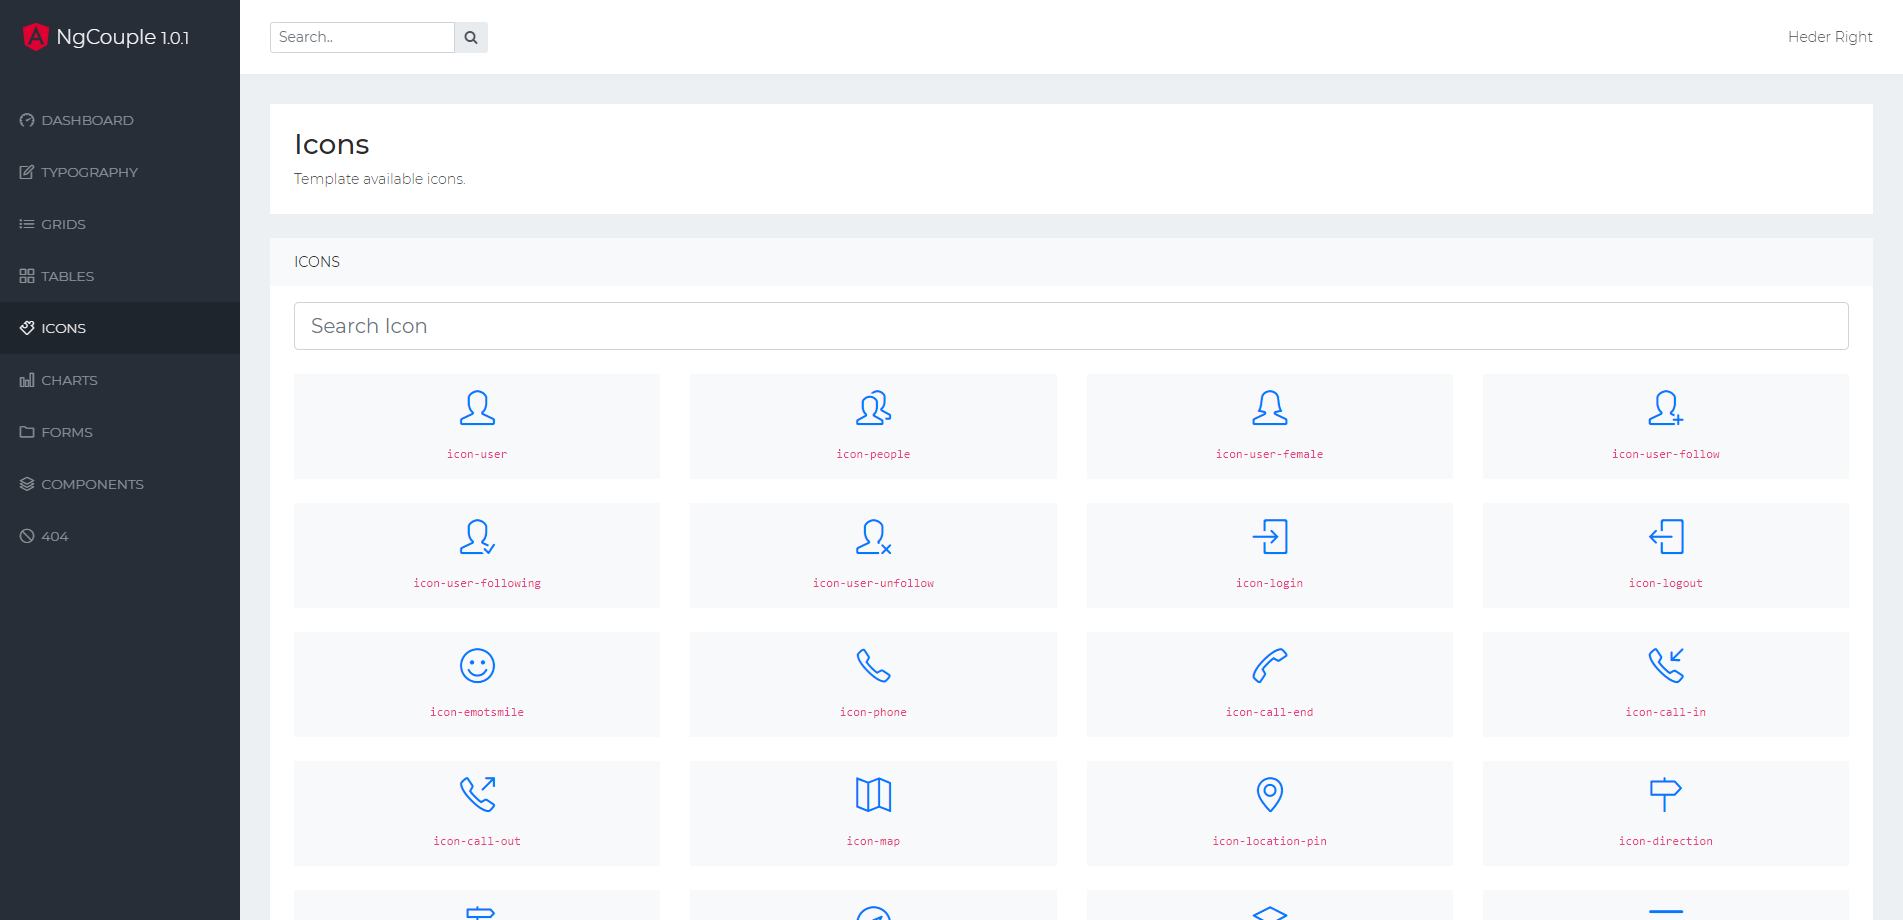 NgCouple 1.0.1
Search..
Heder Right
DASHBOARD
TYPOGRAPHY
GRIDS
TABLES
ICONS
CHARTS
FORMS
COMPONENTS
404
Icons
Template available icons.
ICONS
Search Icon
icon-user
icon-people
icon-user-female
icon-user-follow
icon-user-following
icon-user-unfollow
icon-login
icon-logout
icon-emotsmile
icon-phone
icon-call-end
icon-call-in
icon-call-out
icon-map
icon-location-pin
icon-direction